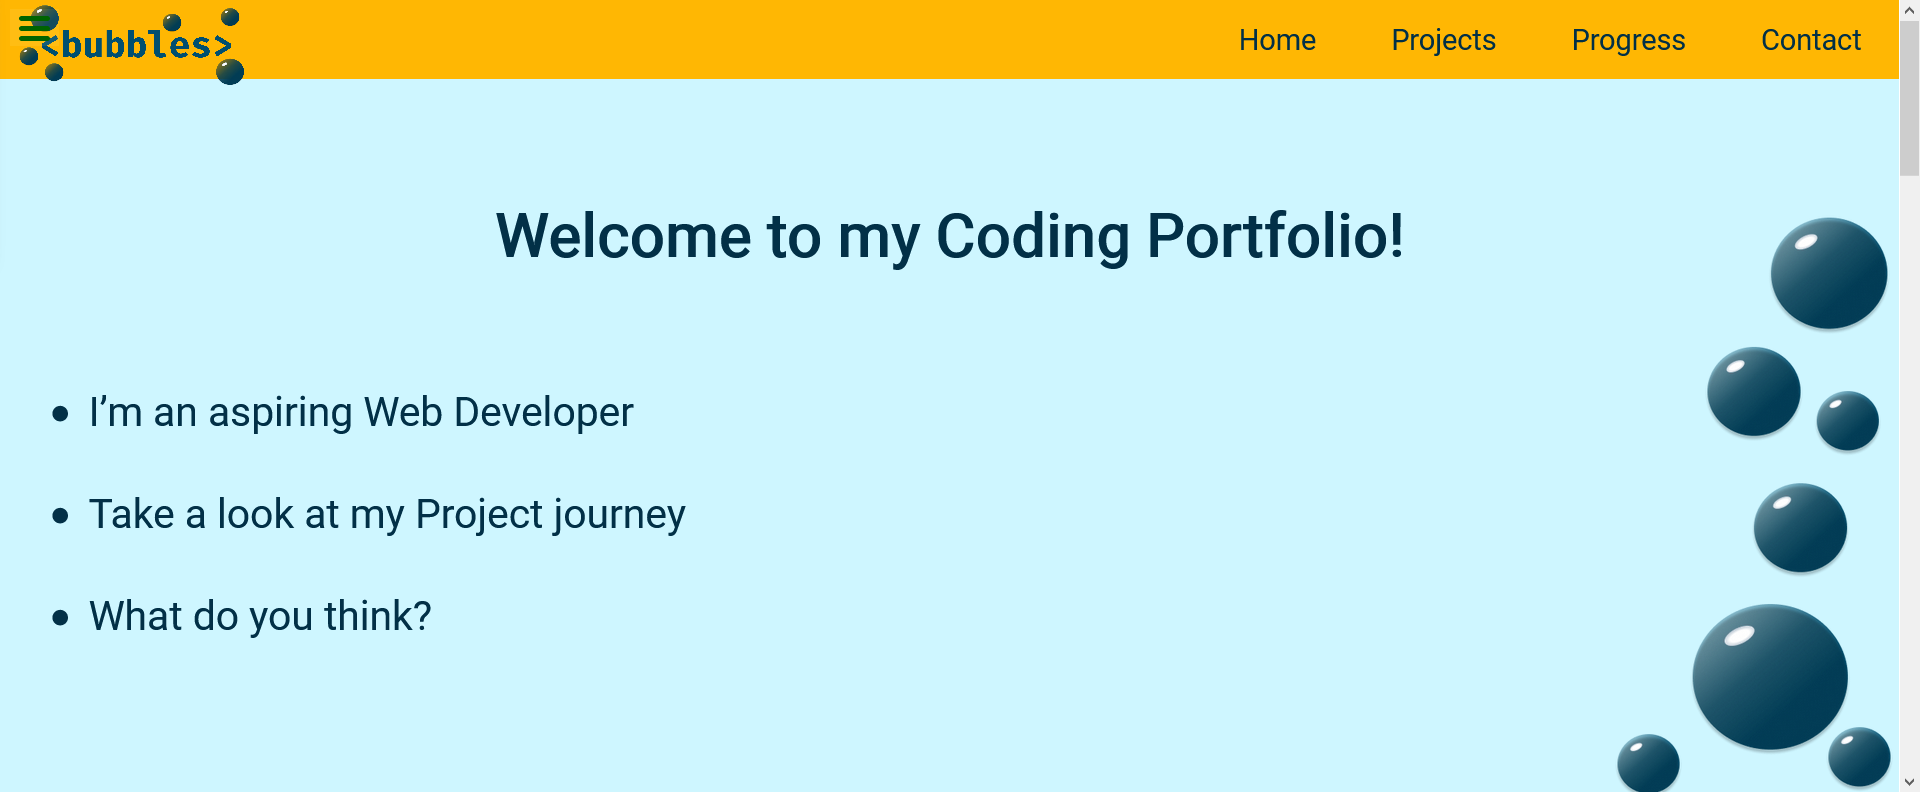 <bubbles>
Home Projects Progress Contact
Welcome to my Coding Portfolio!
• I’m an aspiring Web Developer
• Take a look at my Project journey
• What do you think?